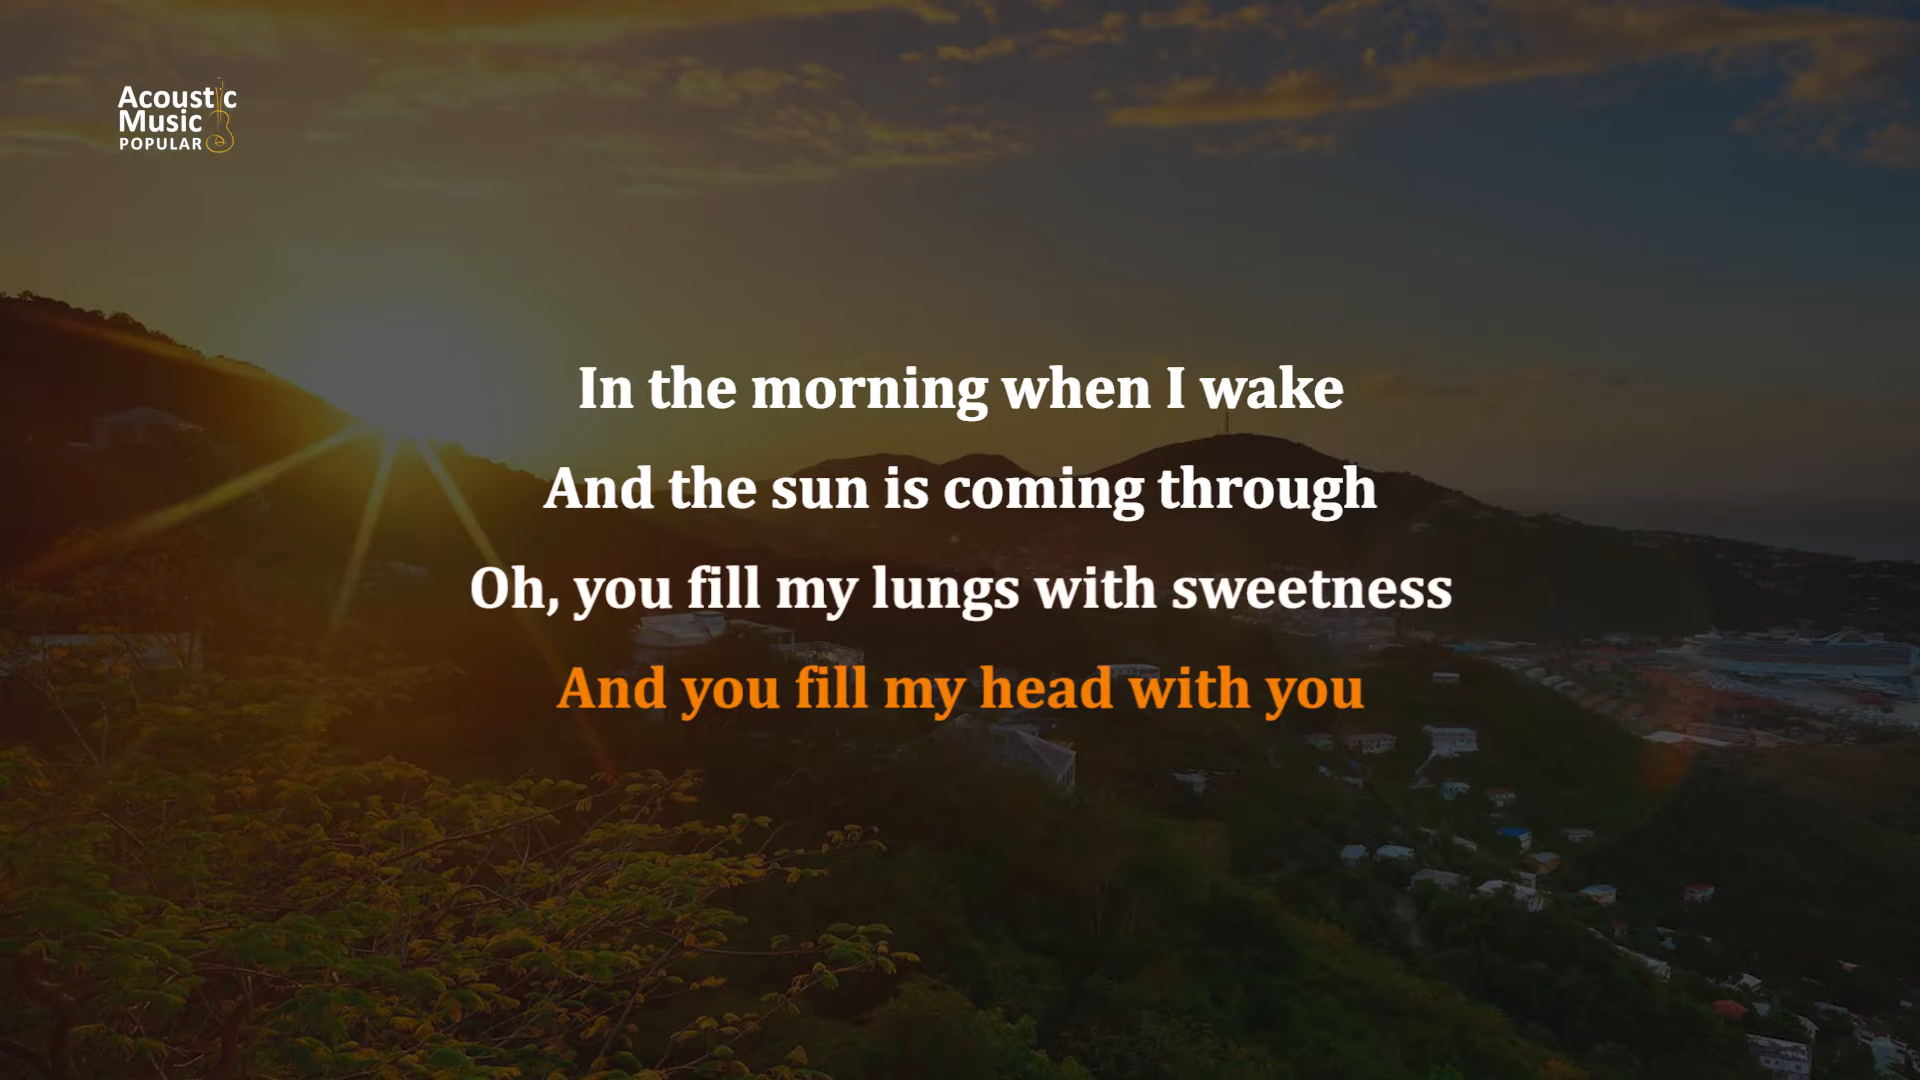 Acoustic
Music
POPULAR
In the morning when I wake
And the sun is coming through
Oh, you fill my lungs with sweetness
And you fill my head with you